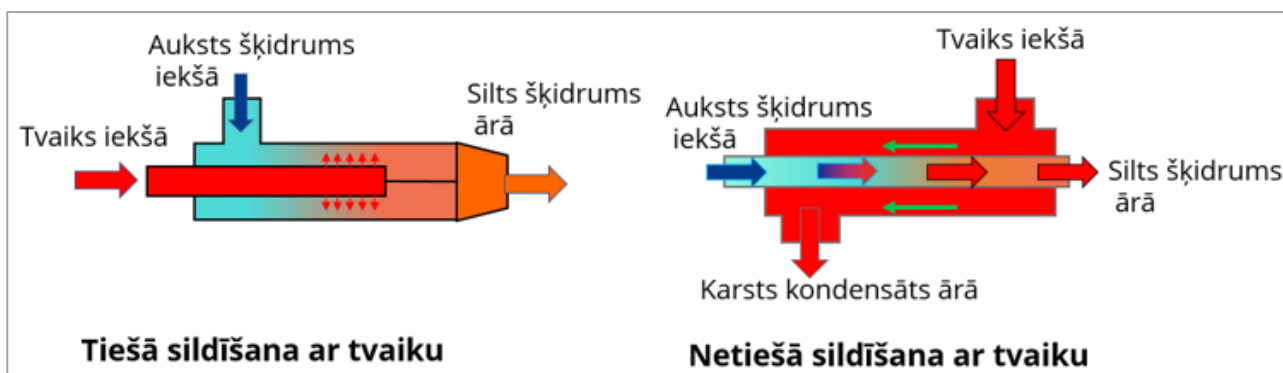 Auksts šķidrums
iekšā
Tvaiks iekšā
Silts šķidrums
ārā
Tiešā sildīšana ar tvaiku
Tvaiks iekšā
Auksts šķidrums
iekšā
Silts šķidrums
ārā
Karsts kondensāts ārā
Netiešā sildīšana ar tvaiku